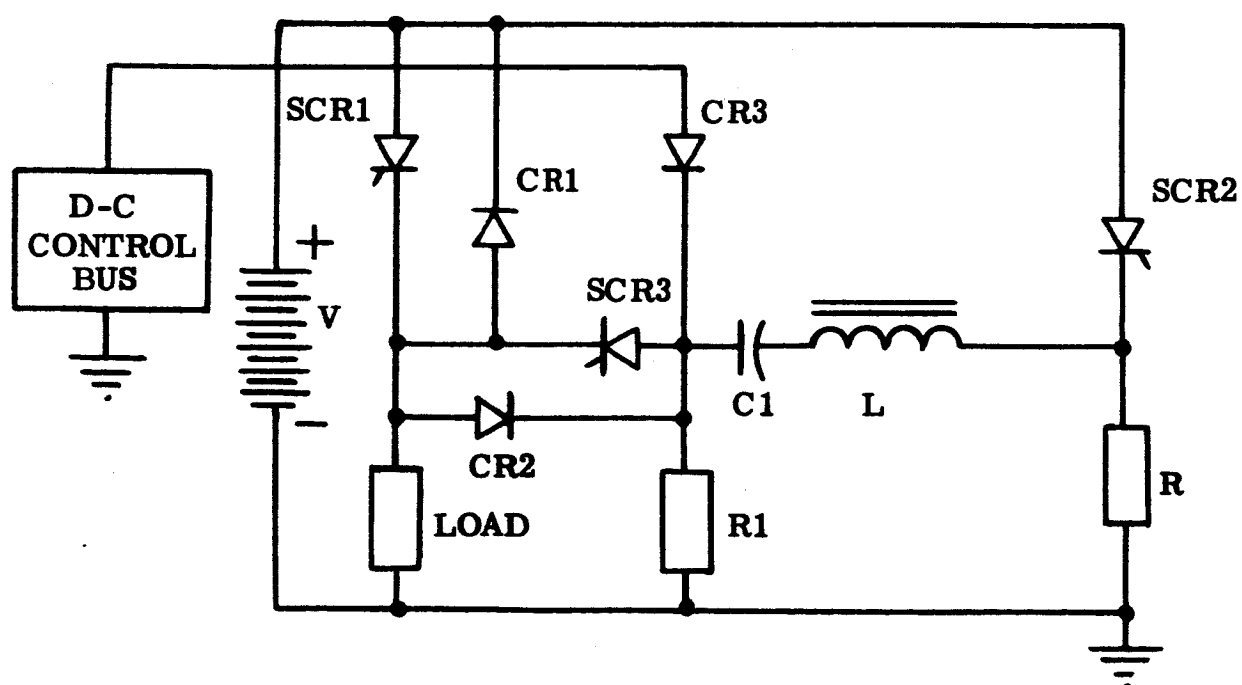 SCR1
CR3
CR1
SCR2
D-C
CONTROL
BUS
+
V
SCR3
C1
L
−
CR2
LOAD
R1
R